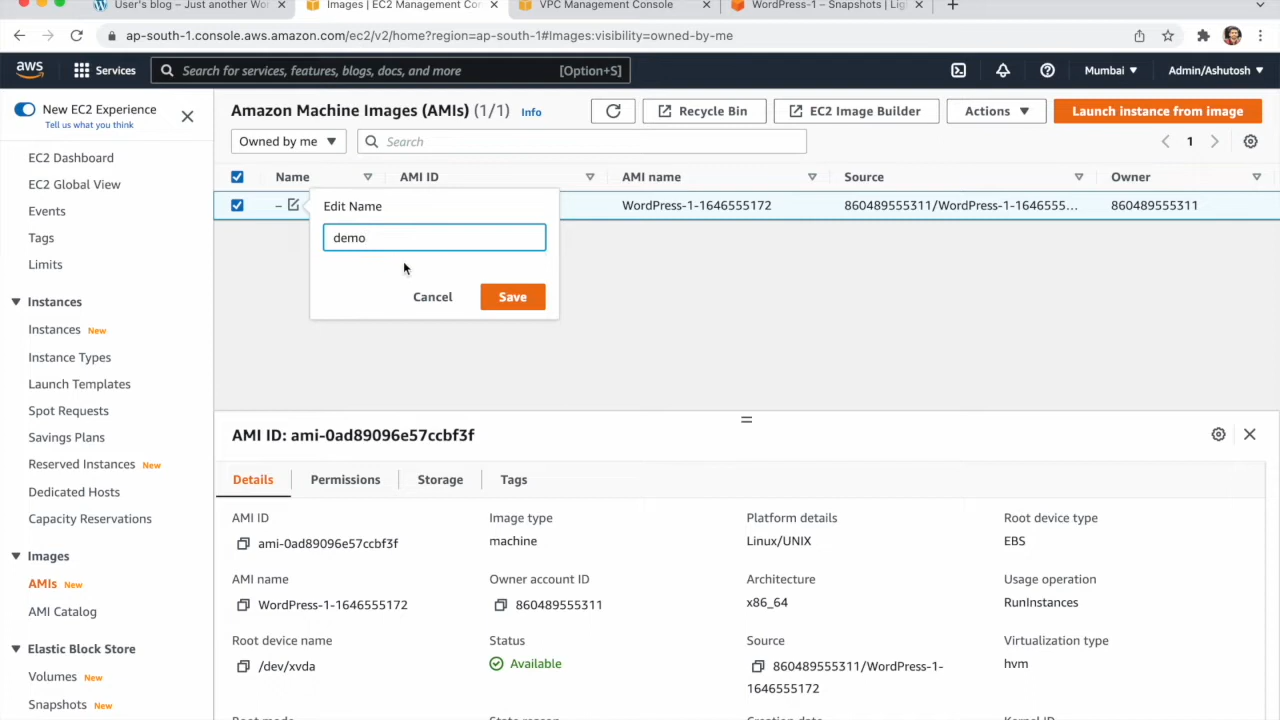 User's blog – Just another Wo
Images | EC2 Management Con
VPC Management Console
WordPress-1 – Snapshots | Ligh
ap-south-1.console.aws.amazon.com/ec2/v2/home?region=ap-south-1#Images:visibility=owned-by-me
aws
Services
Search for services, features, blogs, docs, and more
[Option+S]
Mumbai
Admin/Ashutosh
New EC2 Experience
Tell us what you think
EC2 Dashboard
EC2 Global View
Events
Tags
Limits
Instances
Instances New
Instance Types
Launch Templates
Spot Requests
Savings Plans
Reserved Instances New
Dedicated Hosts
Capacity Reservations
Images
AMIs New
AMI Catalog
Elastic Block Store
Volumes New
Snapshots New
Amazon Machine Images (AMIs) (1/1) Info
Recycle Bin
EC2 Image Builder
Actions
Launch instance from image
Owned by me
Search
1
Name
AMI ID
AMI name
Source
Owner
–
WordPress-1-1646555172
860489555311/WordPress-1-1646555...
860489555311
Edit Name
demo
Cancel
Save
AMI ID: ami-0ad89096e57ccbf3f
Details
Permissions
Storage
Tags
AMI ID
ami-0ad89096e57ccbf3f
Image type
machine
Platform details
Linux/UNIX
Root device type
EBS
AMI name
WordPress-1-1646555172
Owner account ID
860489555311
Architecture
x86_64
Usage operation
RunInstances
Root device name
/dev/xvda
Status
Available
Source
860489555311/WordPress-1-
1646555172
Virtualization type
hvm